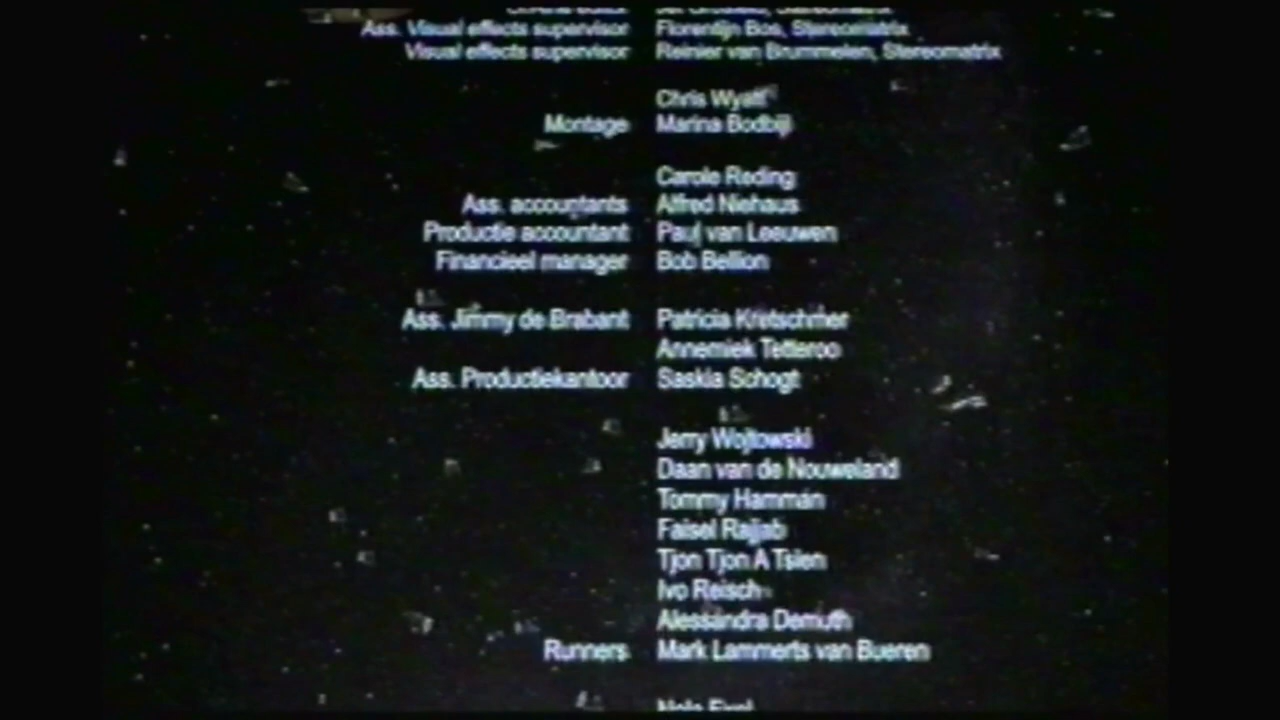 Ass. Visual effects supervisor Florentijn Bos, Stereomatrix
Visual effects supervisor Reinier van Brummelen, Stereomatrix
Chris Wyatt
Montage Marina Bodbijl
Carole Reding
Ass. accountants Alfred Niehaus
Productie accountant Paul van Leeuwen
Financieel manager Bob Bellion
Ass. Jimmy de Brabant Patricia Kretschmer
Annemiek Tetteroo
Ass. Productiekantoor Saskia Schogt
Jerry Wojtowski
Daan van de Nouweland
Tommy Hamman
Faisel Rajjab
Tjon Tjon A Tsien
Ivo Reisch
Alessandra Demuth
Runners Mark Lammerts van Bueren